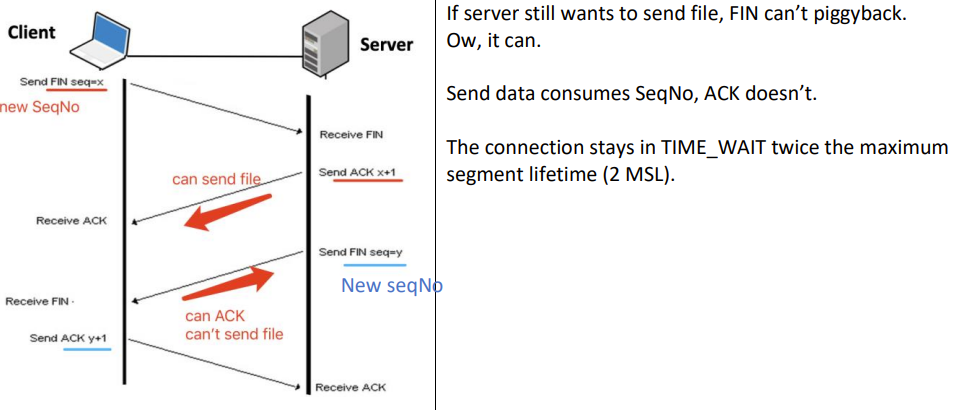 Client
Server
Send FIN seq=x
new SeqNo
Receive FIN
Send ACK x+1
can send file
Receive ACK
Send FIN seq=y
New seqNo
Receive FIN
can ACK
can't send file
Send ACK y+1
Receive ACK
If server still wants to send file, FIN can't piggyback.
Ow, it can.
Send data consumes SeqNo, ACK doesn't.
The connection stays in TIME_WAIT twice the maximum
segment lifetime (2 MSL).